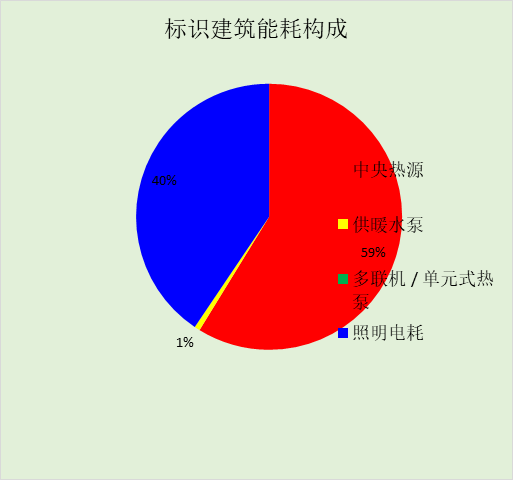 标识建筑能耗构成
中央热源
40%
供暖水泵
59%
多联机 / 单元式热
泵
照明电耗
1%